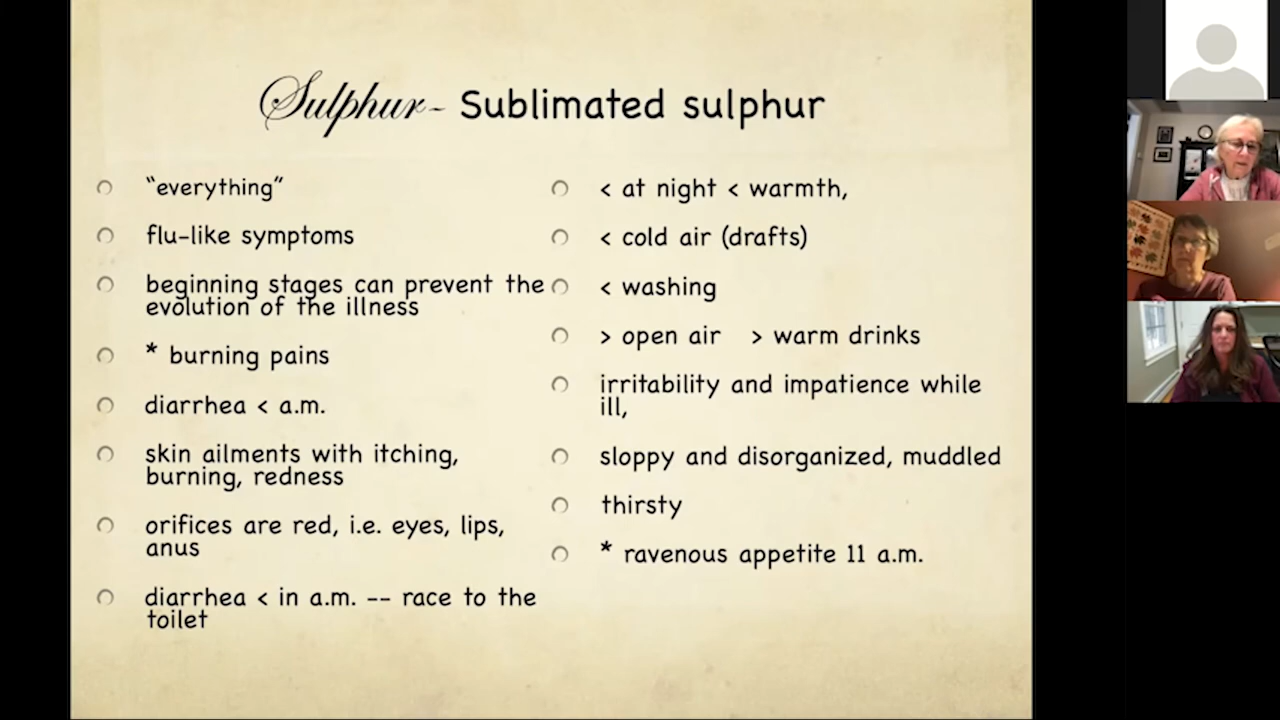 Sulphur- Sublimated sulphur
"everything"
flu-like symptoms
beginning stages can prevent the
evolution of the illness
* burning pains
diarrhea < a.m.
skin ailments with itching,
burning, redness
orifices are red, i.e. eyes, lips,
anus
diarrhea < in a.m. -- race to the
toilet
< at night < warmth,
< cold air (drafts)
< washing
> open air > warm drinks
irritability and impatience while
ill,
sloppy and disorganized, muddled
thirsty
* ravenous appetite 11 a.m.